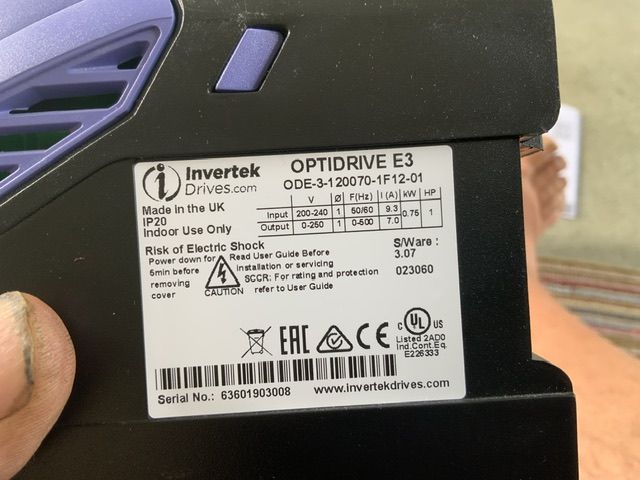 Invertek
Drives.com
OPTIDRIVE E3
ODE-3-120070-1F12-01
V Ø F(Hz) I (A) kW HP
Input 200-240 1 50/60 9.3 0.75 1
Output 0-250 1 0-500 7.0
Made in the UK
IP20
Indoor Use Only
Risk of Electric Shock
Power down for
5min before
removing
cover
CAUTION
Read User Guide Before
Installation or servicing
SCCR: For rating and protection
refer to User Guide
S/Ware :
3.07
023060
EAC CE
C UL US
Listed 2AD0
Ind.Cont.Eq.
E226333
Serial No.: 63601903008
www.invertekdrives.com